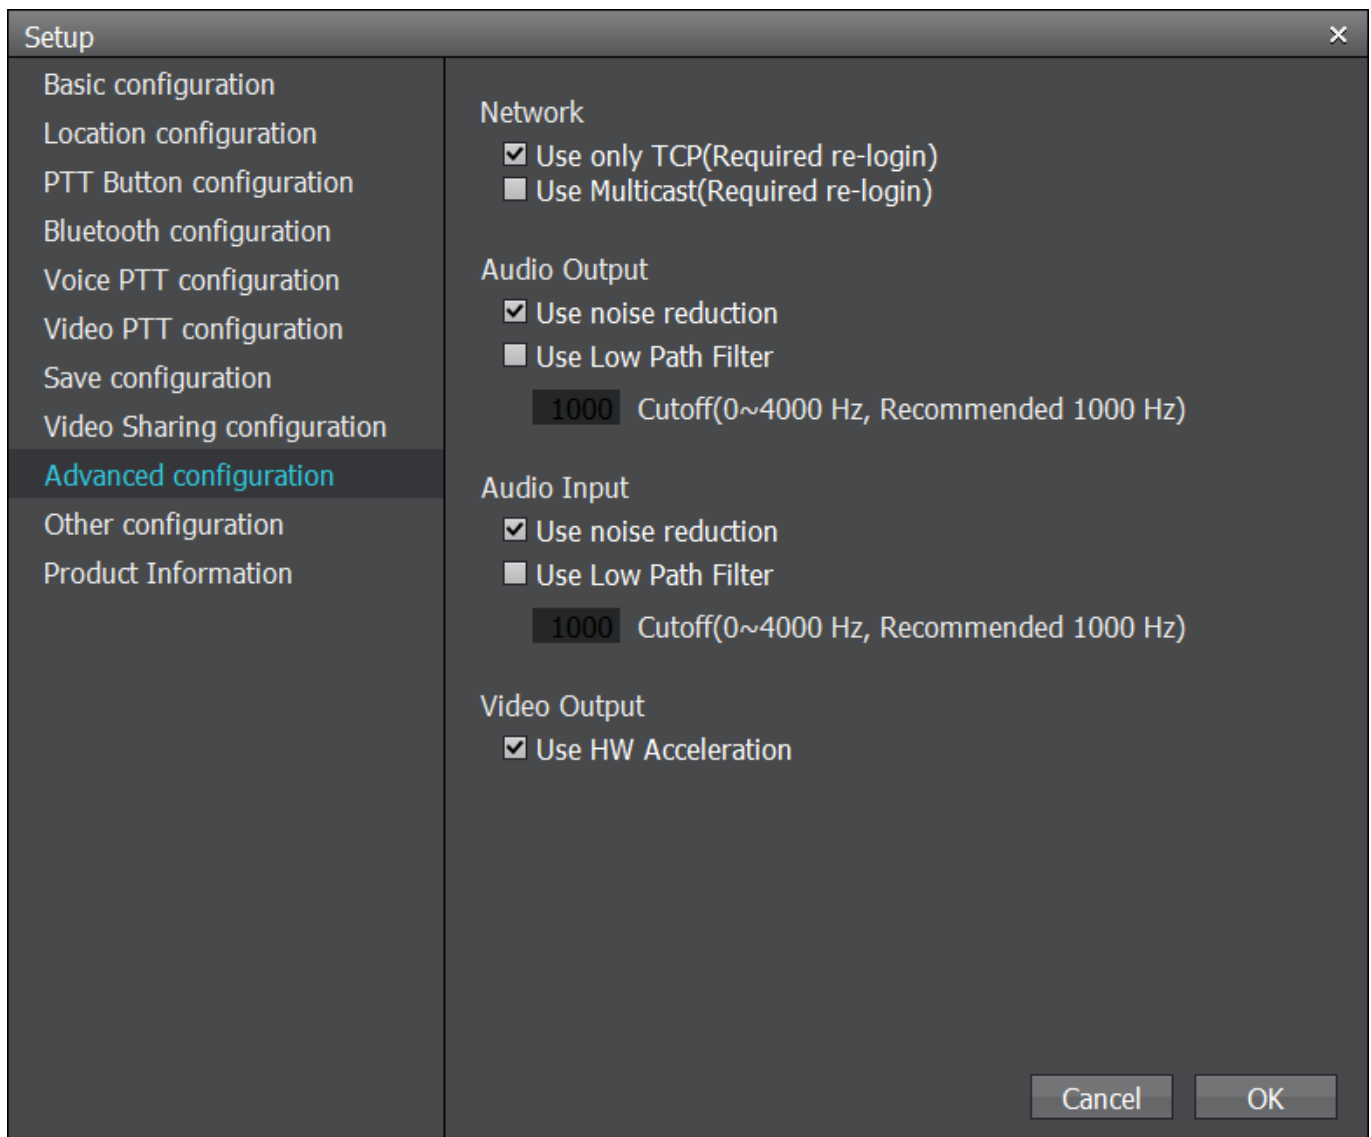 Setup
Basic configuration
Location configuration
PTT Button configuration
Bluetooth configuration
Voice PTT configuration
Video PTT configuration
Save configuration
Video Sharing configuration
Advanced configuration
Other configuration
Product Information
Network
Use only TCP(Required re-login)
Use Multicast(Required re-login)
Audio Output
Use noise reduction
Use Low Path Filter
1000 Cutoff(0~4000 Hz, Recommended 1000 Hz)
Audio Input
Use noise reduction
Use Low Path Filter
1000 Cutoff(0~4000 Hz, Recommended 1000 Hz)
Video Output
Use HW Acceleration
Cancel OK